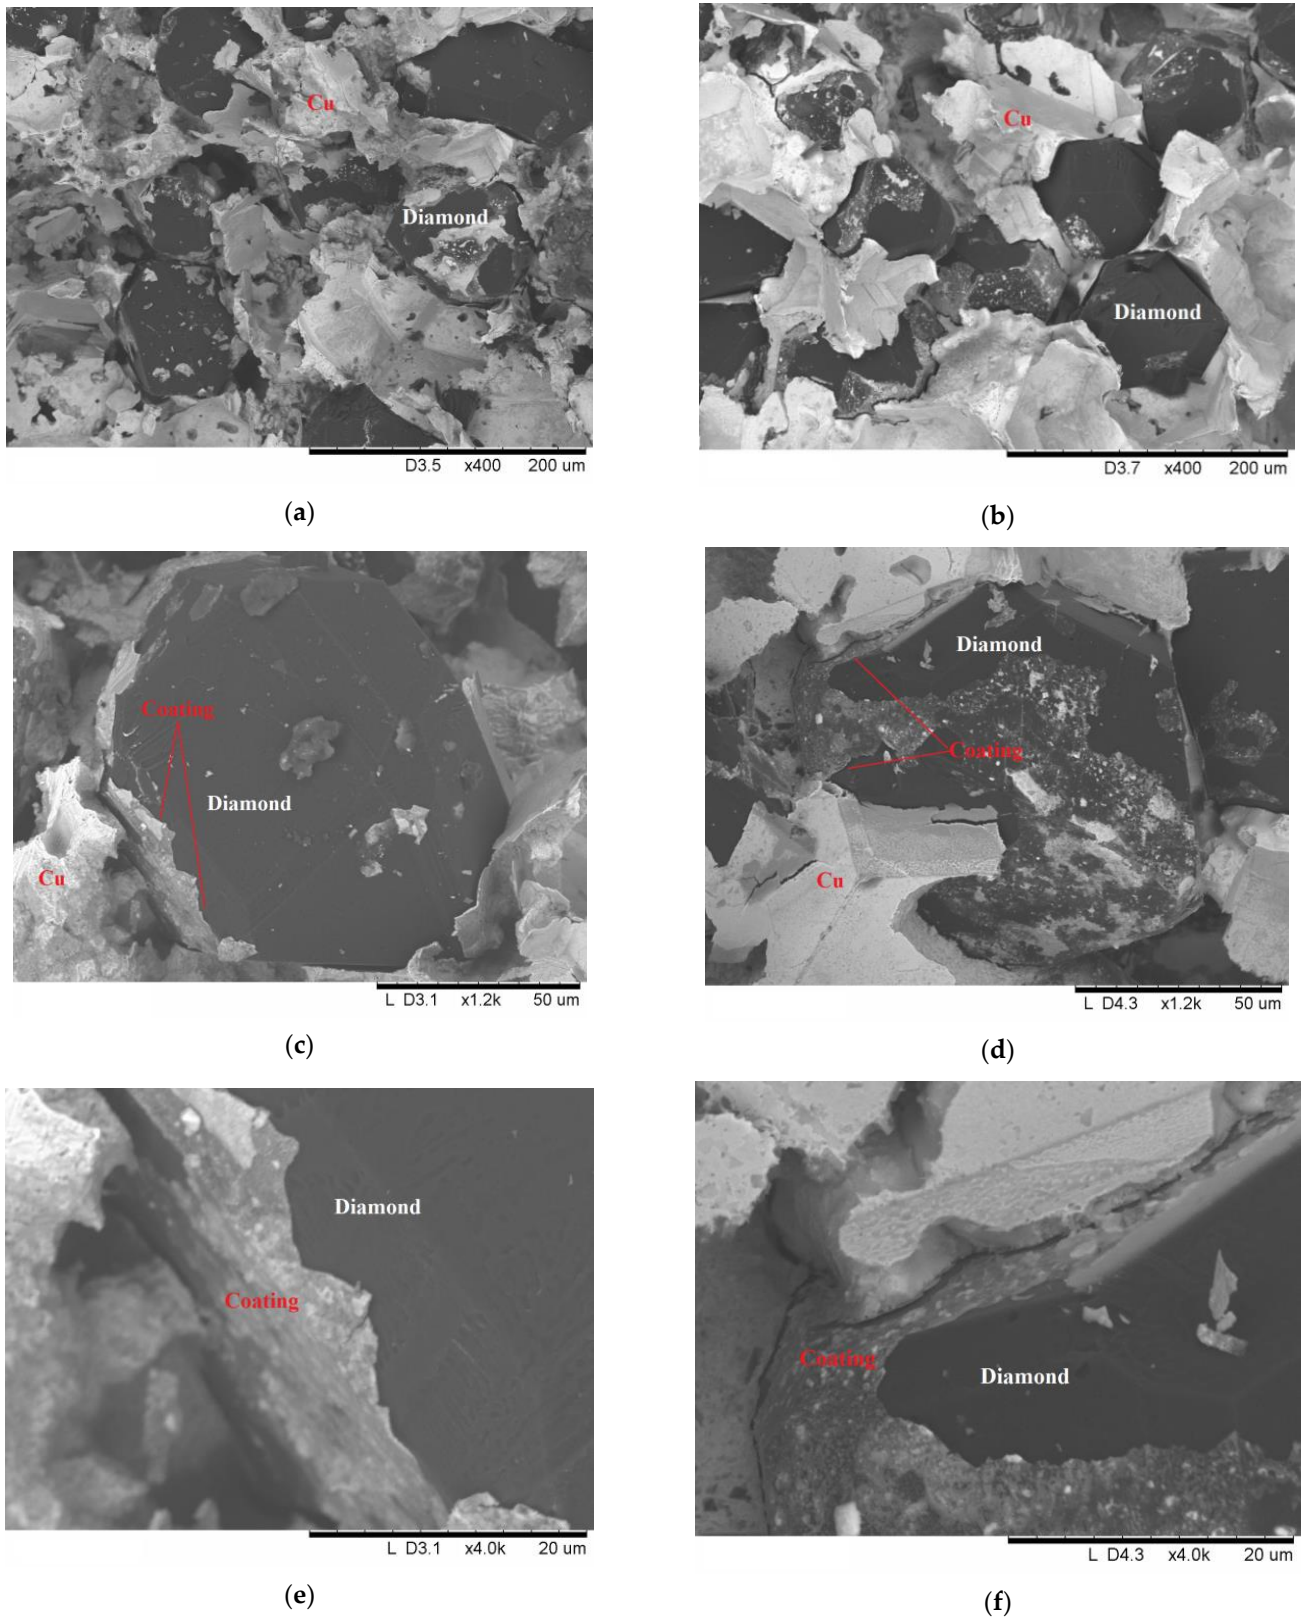 Cu
Diamond
D3.5 x400 200 um
(a)
Cu
Diamond
D3.7 x400 200 um
(b)
Coating
Diamond
Cu
L D3.1 x1.2k 50 um
(c)
Diamond
Coating
Cu
L D4.3 x1.2k 50 um
(d)
Diamond
Coating
L D3.1 x4.0k 20 um
(e)
Coating
Diamond
L D4.3 x4.0k 20 um
(f)